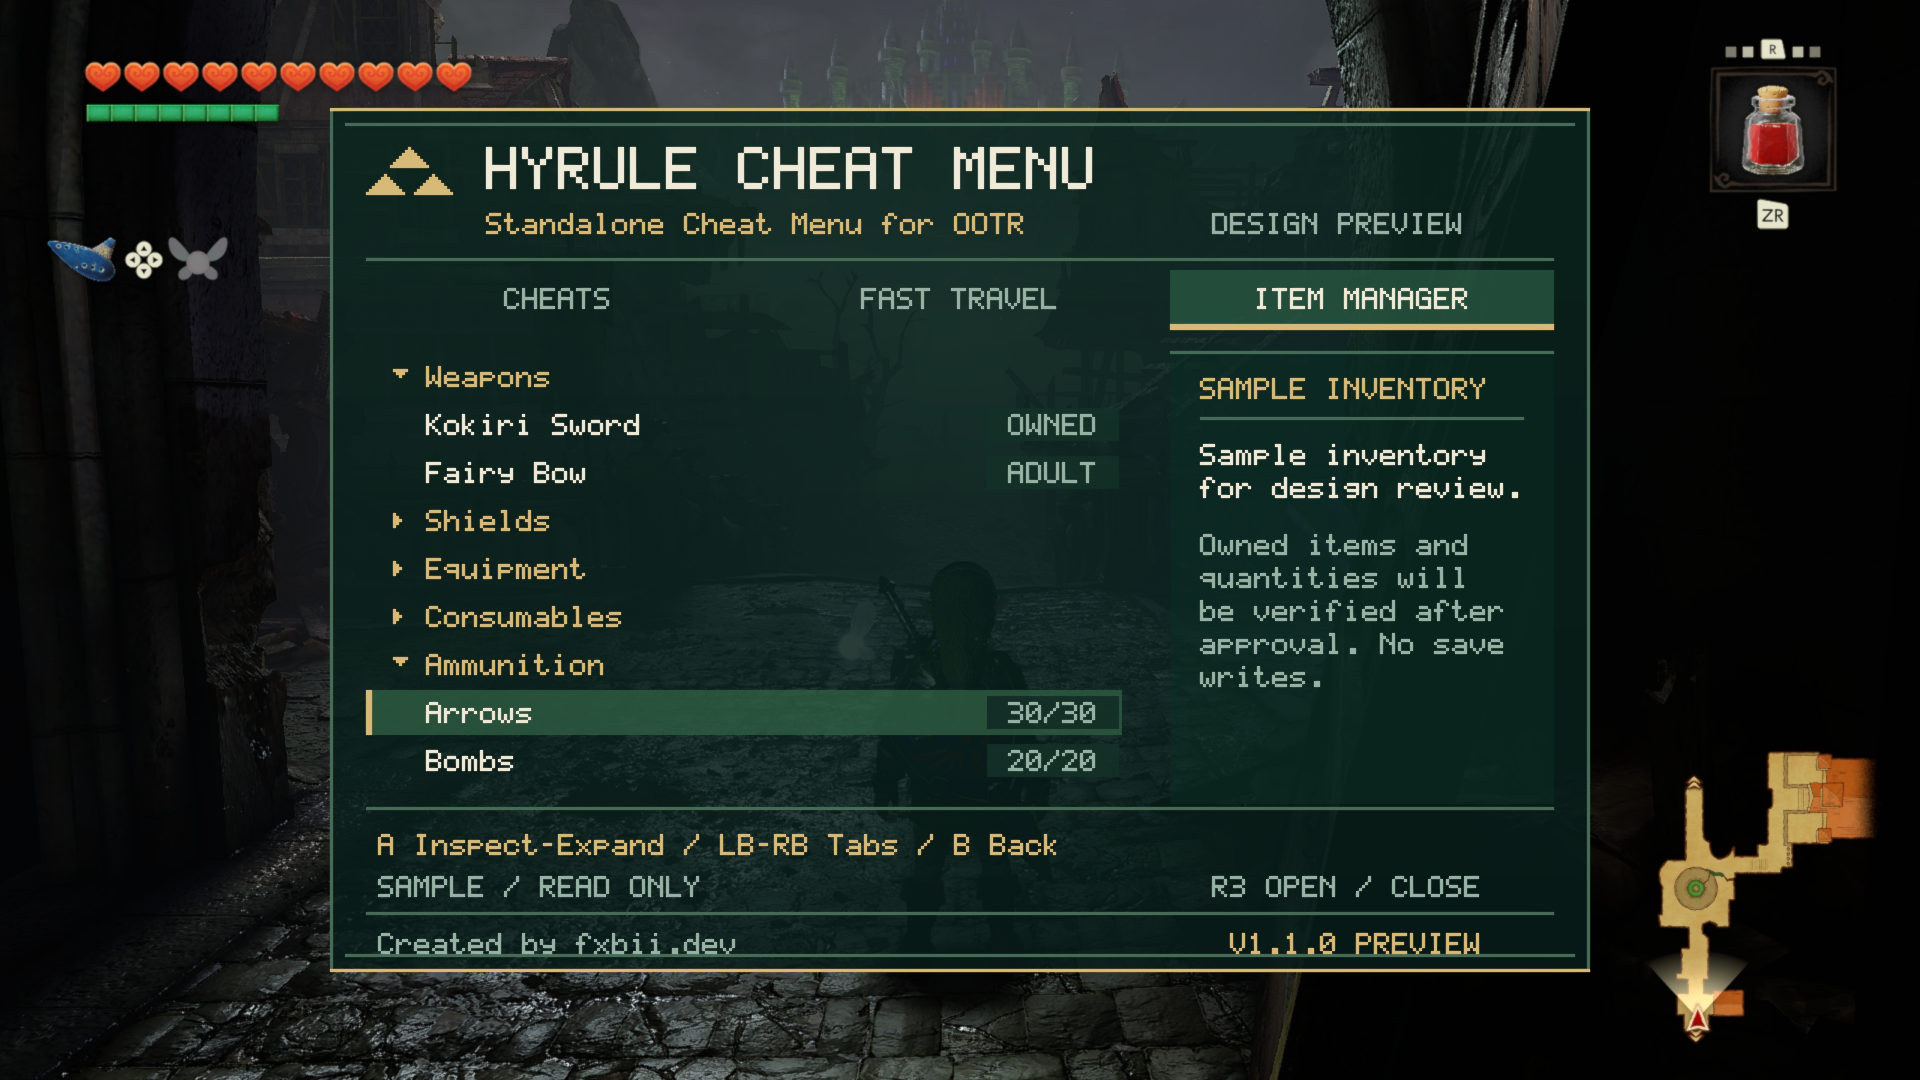 R
ZR
HYRULE CHEAT MENU
Standalone Cheat Menu for OOTR
DESIGN PREVIEW
CHEATS
FAST TRAVEL
ITEM MANAGER
Weapons
Kokiri Sword OWNED
Fairy Bow ADULT
Shields
Equipment
Consumables
Ammunition
Arrows 30/30
Bombs 20/20
SAMPLE INVENTORY
Sample inventory
for design review.
Owned items and
quantities will
be verified after
approval. No save
writes.
A Inspect-Expand / LB-RB Tabs / B Back
SAMPLE / READ ONLY
R3 OPEN / CLOSE
Created by fxbii.dev
V1.1.0 PREVIEW